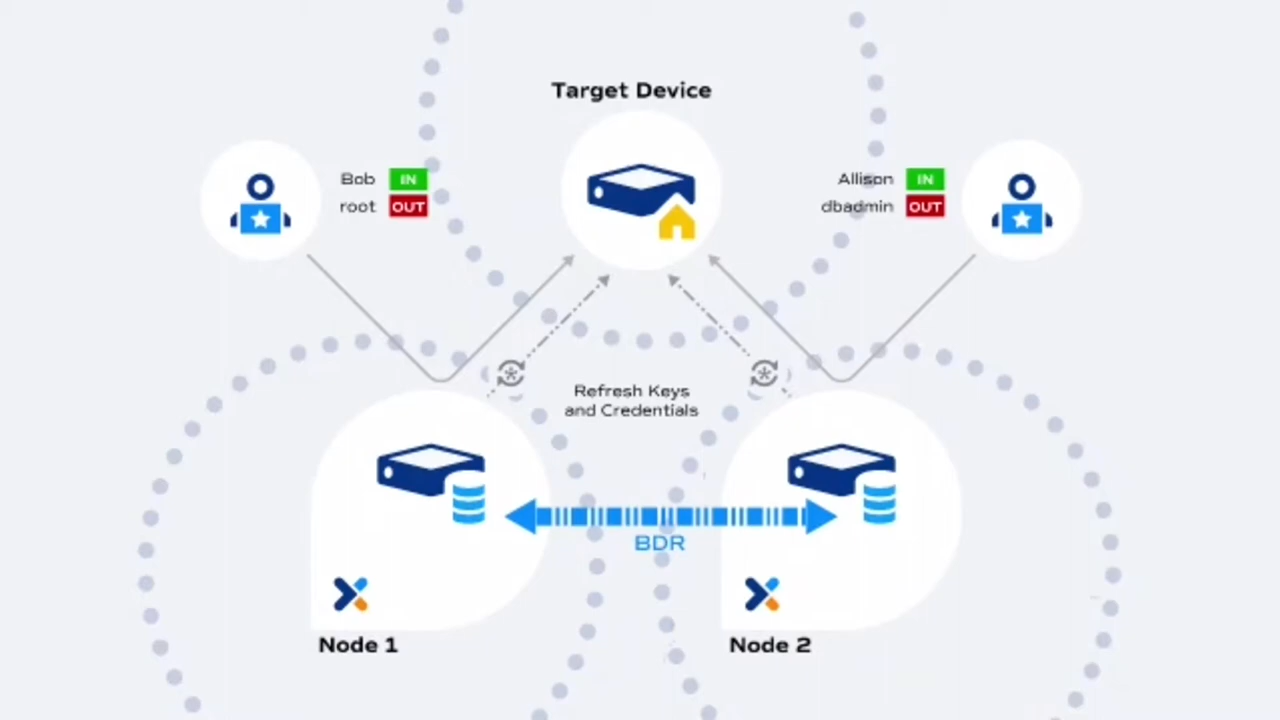 Target Device
Bob IN
root OUT
Allison IN
dbadmin OUT
Refresh Keys
and Credentials
BDR
Node 1
Node 2